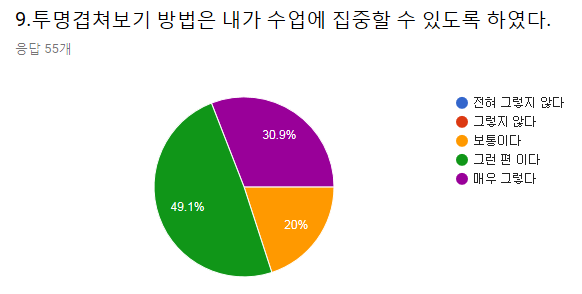 9.투명겹쳐보기 방법은 내가 수업에 집중할 수 있도록 하였다.
응답 55개
30.9%
49.1%
20%
전혀 그렇지 않다
그렇지 않다
보통이다
그런 편 이다
매우 그렇다